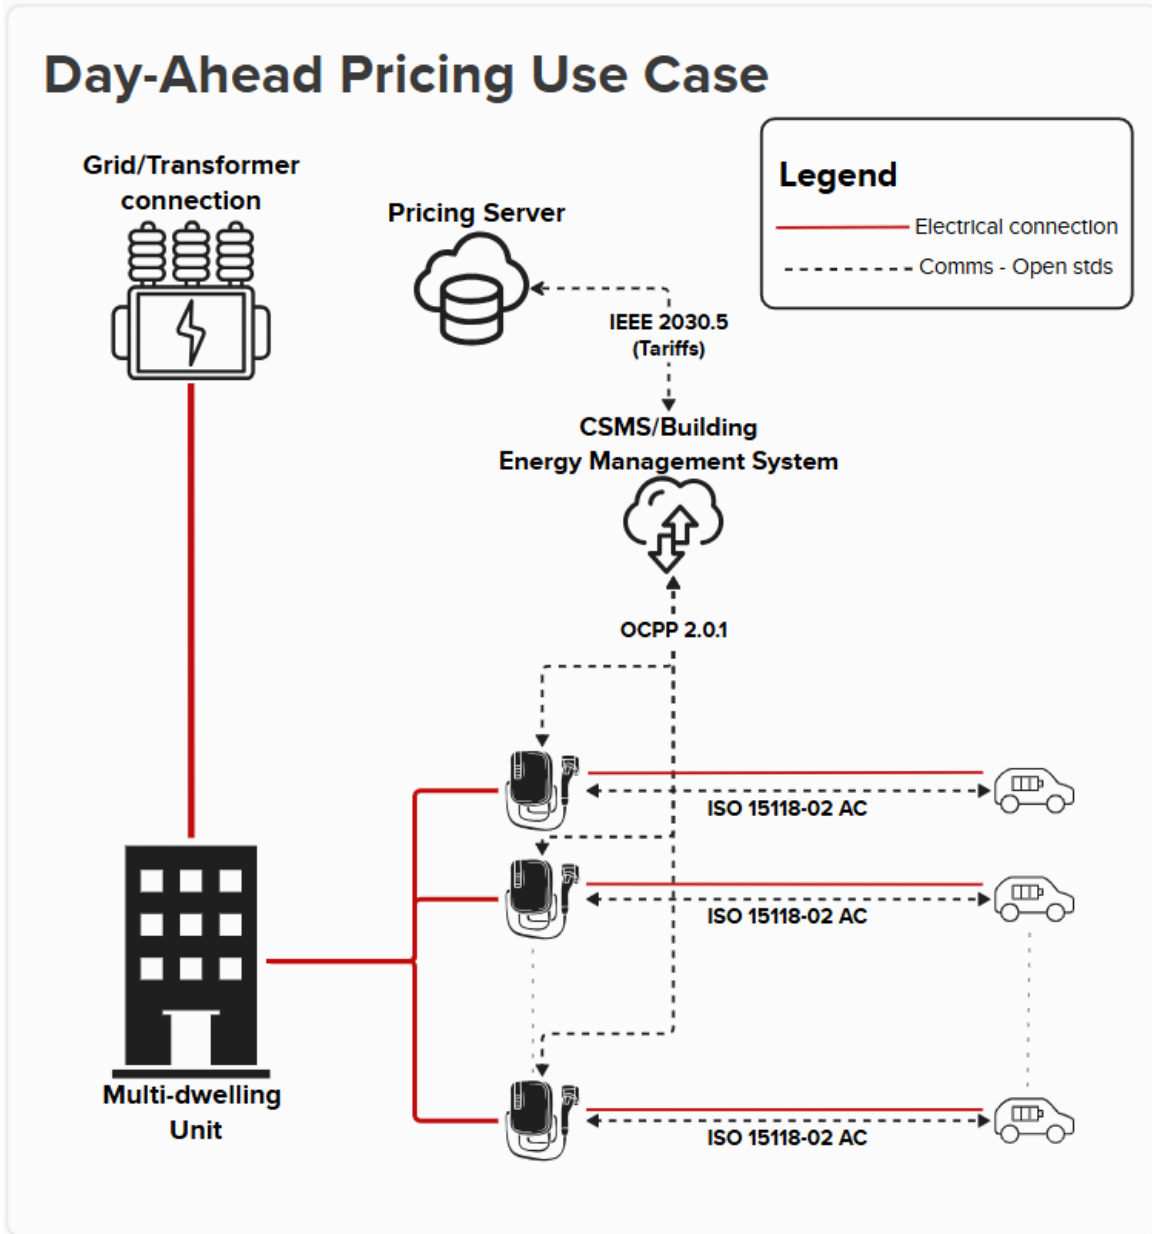 Day-Ahead Pricing Use Case
Grid/Transformer
connection
Pricing Server
Legend
Electrical connection
Comms - Open stds
IEEE 2030.5
(Tariffs)
CSMS/Building
Energy Management System
OCPP 2.0.1
ISO 15118-02 AC
ISO 15118-02 AC
ISO 15118-02 AC
Multi-dwelling
Unit